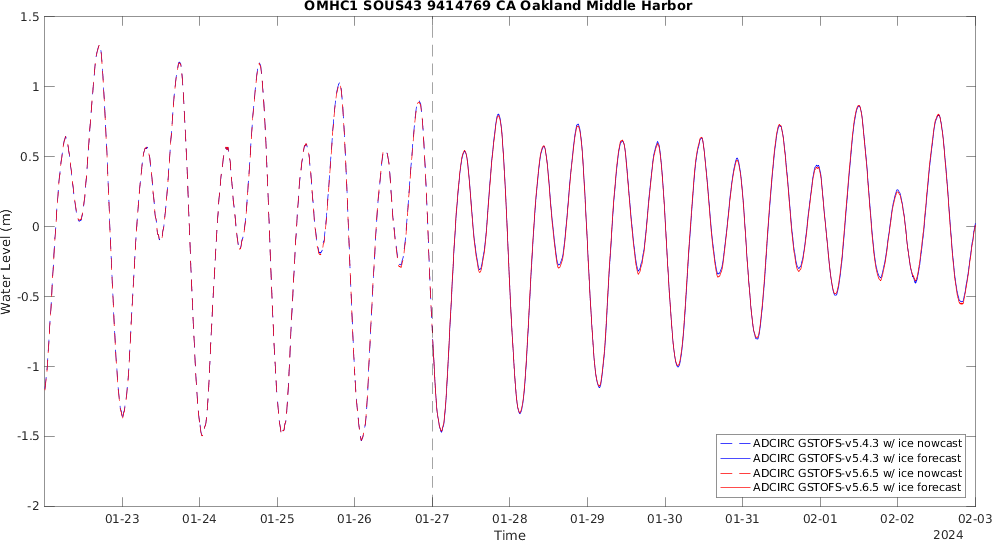 OMHC1 SOUS43 9414769 CA Oakland Middle Harbor
1.5
1
0.5
0
-0.5
-1
-1.5
-2
Water Level (m)
01-23 01-24 01-25 01-26 01-27 01-28 01-29 01-30 01-31 02-01 02-02 02-03
Time
2024
ADCIRC GSTOFS-v5.4.3 w/ ice nowcast
ADCIRC GSTOFS-v5.4.3 w/ ice forecast
ADCIRC GSTOFS-v5.6.5 w/ ice nowcast
ADCIRC GSTOFS-v5.6.5 w/ ice forecast